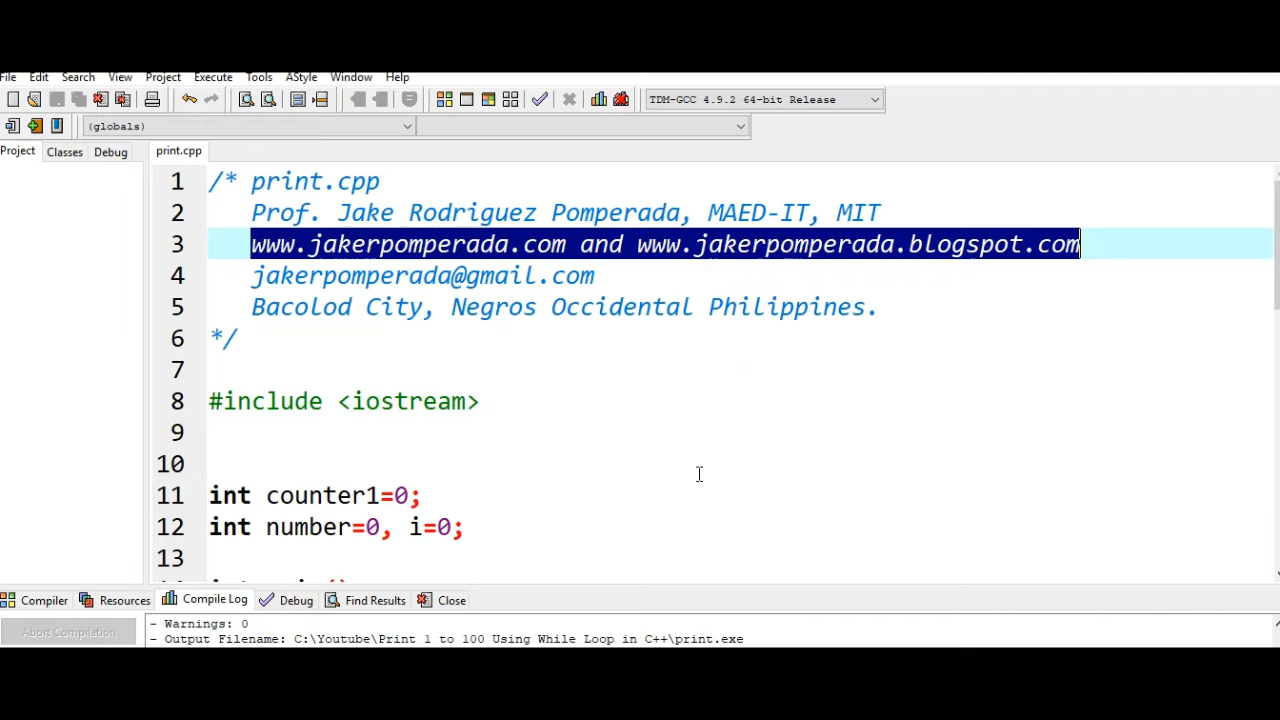 File Edit Search View Project Execute Tools AStyle Window Help
TDM-GCC 4.9.2 64-bit Release
(globals)
Project Classes Debug print.cpp
1 /* print.cpp
2 Prof. Jake Rodriguez Pomperada, MAED-IT, MIT
3 www.jakerpomperada.com and www.jakerpomperada.blogspot.com
4 jakerpomperada@gmail.com
5 Bacolod City, Negros Occidental Philippines.
6 */
7
8 #include <iostream>
9
10
11 int counter1=0;
12 int number=0, i=0;
13
Compiler Resources Compile Log Debug Find Results Close
Abort Compilation
- Warnings: 0
- Output Filename: C:\Youtube\Print 1 to 100 Using While Loop in C++\print.exe